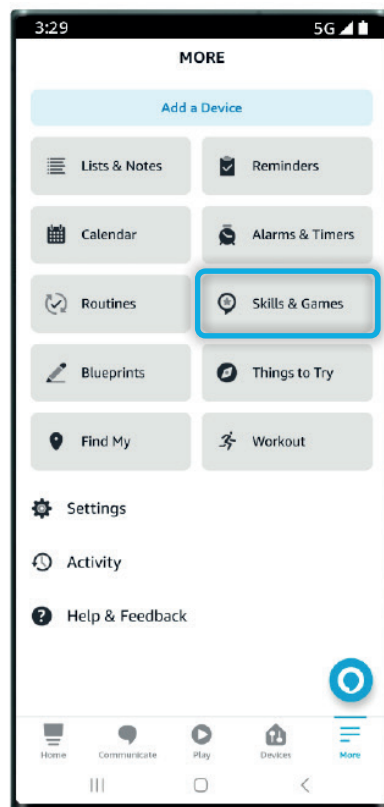 3:29 5G
MORE
Add a Device
Lists & Notes Reminders
Calendar Alarms & Timers
Routines Skills & Games
Blueprints Things to Try
Find My Workout
Settings
Activity
Help & Feedback
Home Communicate Play Devices More